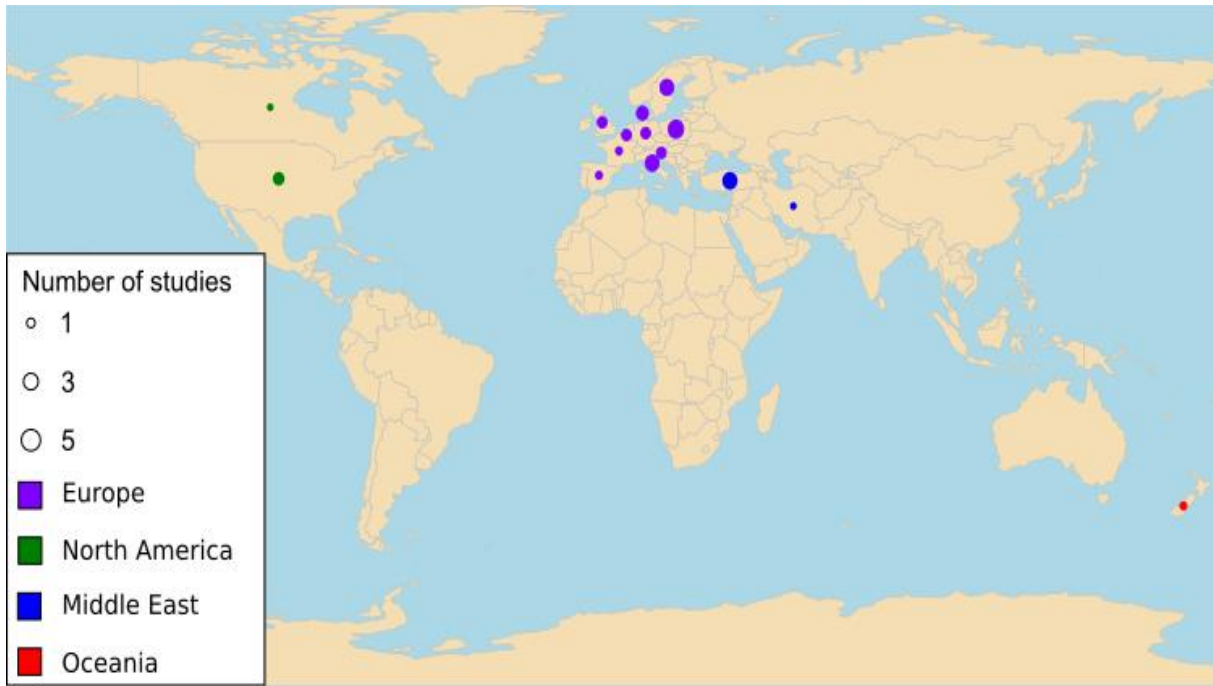 Number of studies
1
3
5
Europe
North America
Middle East
Oceania